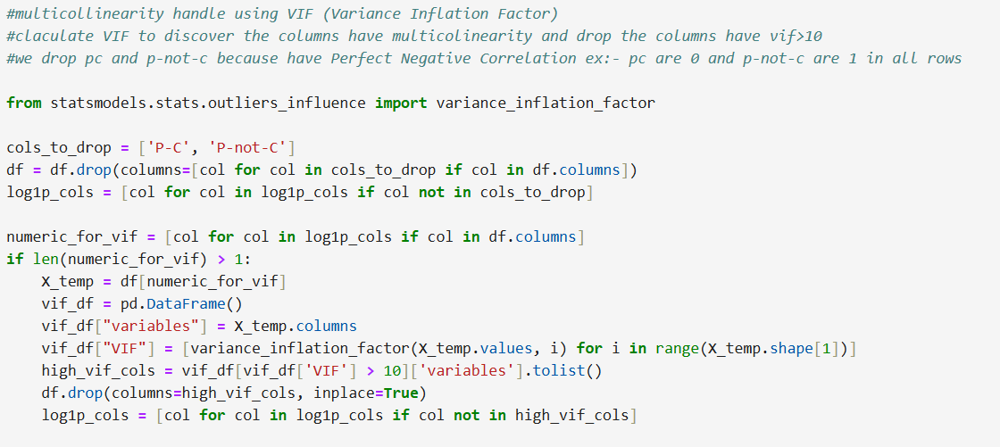 #multicollinearity handle using VIF (Variance Inflation Factor)
#claculate VIF to discover the columns have multicolinearity and drop the columns have vif>10
#we drop pc and p-not-c because have Perfect Negative Correlation ex:- pc are 0 and p-not-c are 1 in all rows
from statsmodels.stats.outliers_influence import variance_inflation_factor
cols_to_drop = ['P-C', 'P-not-C']
df = df.drop(columns=[col for col in cols_to_drop if col in df.columns])
log1p_cols = [col for col in log1p_cols if col not in cols_to_drop]
numeric_for_vif = [col for col in log1p_cols if col in df.columns]
if len(numeric_for_vif) > 1:
    X_temp = df[numeric_for_vif]
    vif_df = pd.DataFrame()
    vif_df["variables"] = X_temp.columns
    vif_df["VIF"] = [variance_inflation_factor(X_temp.values, i) for i in range(X_temp.shape[1])]
    high_vif_cols = vif_df[vif_df['VIF'] > 10]['variables'].tolist()
    df.drop(columns=high_vif_cols, inplace=True)
    log1p_cols = [col for col in log1p_cols if col not in high_vif_cols]